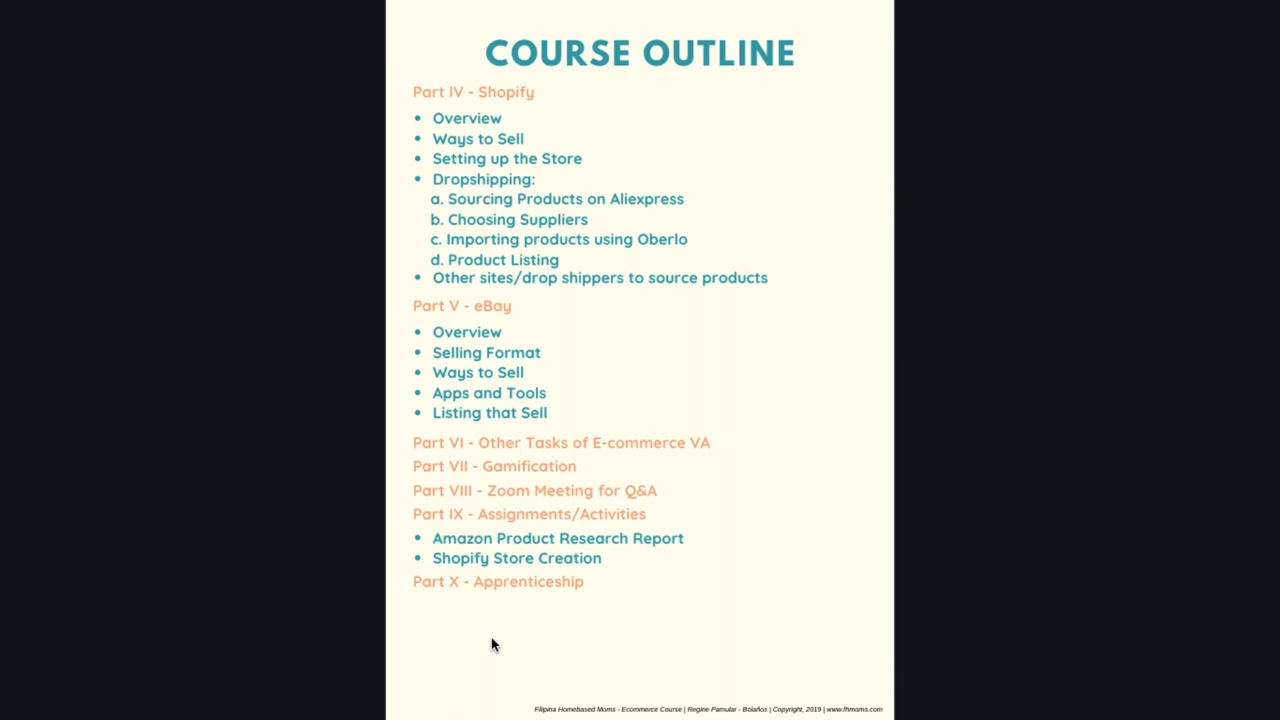 COURSE OUTLINE
Part IV - Shopify
• Overview
• Ways to Sell
• Setting up the Store
• Dropshipping:
a. Sourcing Products on Aliexpress
b. Choosing Suppliers
c. Importing products using Oberlo
d. Product Listing
• Other sites/drop shippers to source products
Part V - eBay
• Overview
• Selling Format
• Ways to Sell
• Apps and Tools
• Listing that Sell
Part VI - Other Tasks of E-commerce VA
Part VII - Gamification
Part VIII - Zoom Meeting for Q&A
Part IX - Assignments/Activities
• Amazon Product Research Report
• Shopify Store Creation
Part X - Apprenticeship
Filipina Homebased Moms - Ecommerce Course | Regine Pamular - Bolaños | Copyright, 2019 | www.fhmoms.com